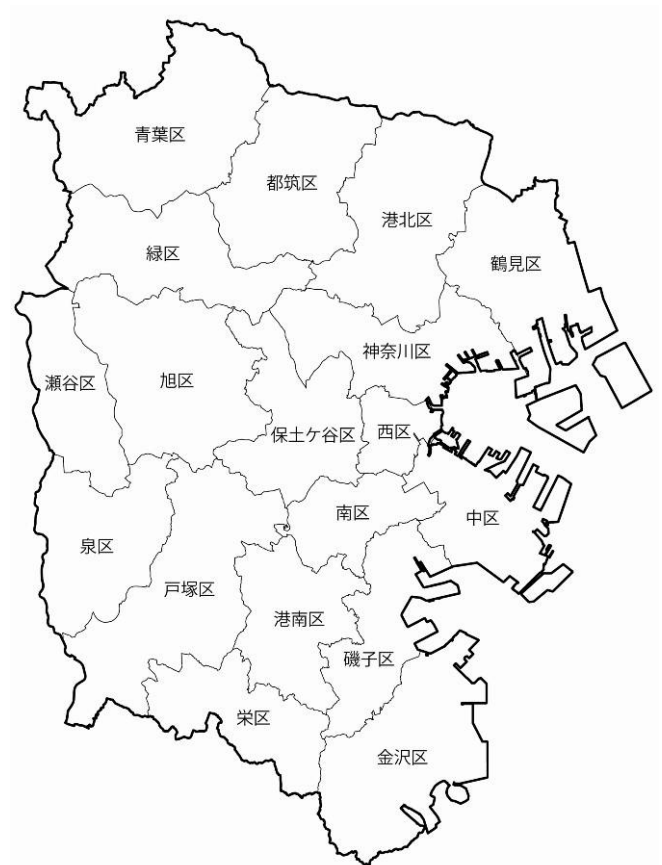 青葉区
都筑区
港北区
緑区
鶴見区
神奈川区
瀬谷区
旭区
保土ケ谷区
西区
南区
中区
泉区
戸塚区
港南区
磯子区
栄区
金沢区